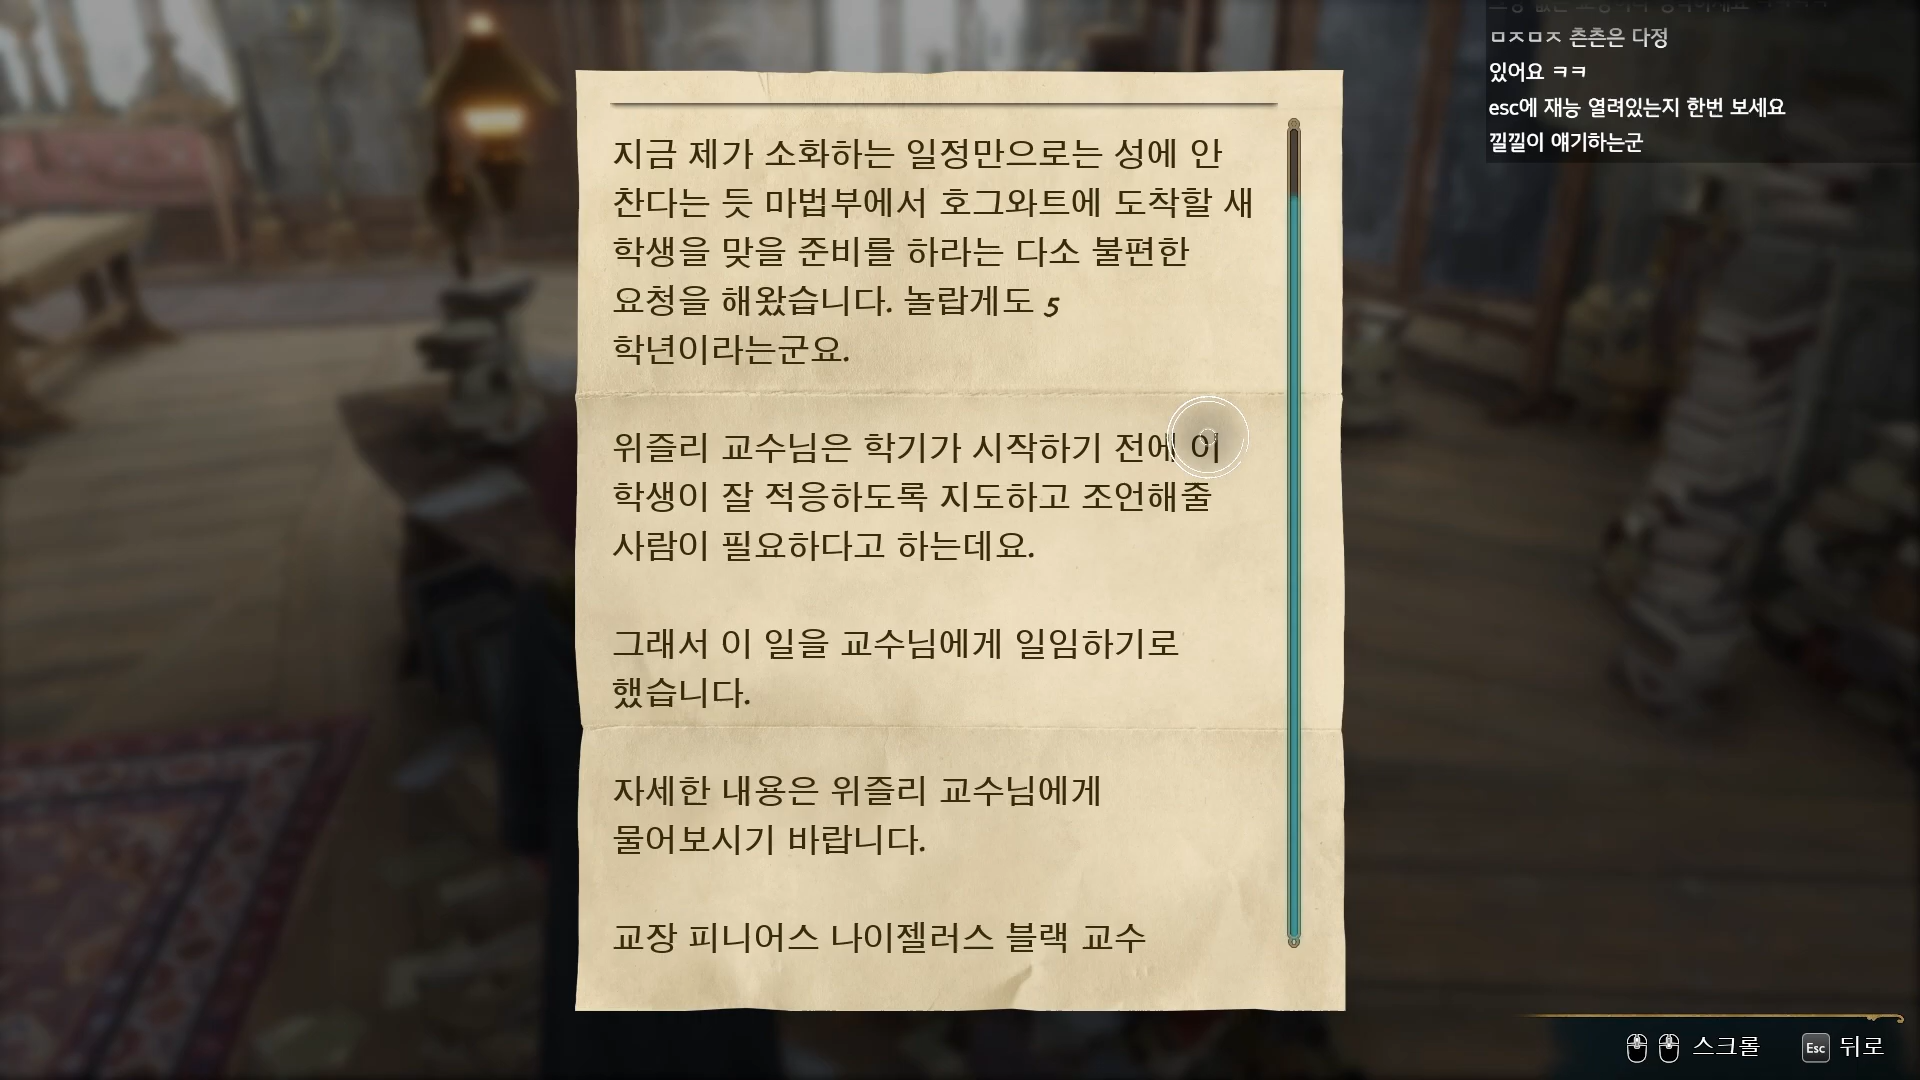 지금 제가 소화하는 일정만으로는 성에 안
찬다는 듯 마법부에서 호그와트에 도착할 새
학생을 맞을 준비를 하라는 다소 불편한
요청을 해왔습니다. 놀랍게도 5
학년이라는군요.
위즐리 교수님은 학기가 시작하기 전에 이
학생이 잘 적응하도록 지도하고 조언해줄
사람이 필요하다고 하는데요.
그래서 이 일을 교수님에게 일임하기로
했습니다.
자세한 내용은 위즐리 교수님에게
물어보시기 바랍니다.
교장 피니어스 나이젤러스 블랙 교수
ㅁㅈㅁㅈ 츤츤은 다정
있어요 ㅋㅋ
esc에 재능 열려있는지 한번 보세요
낄낄이 얘기하는군
스크롤
Esc 뒤로